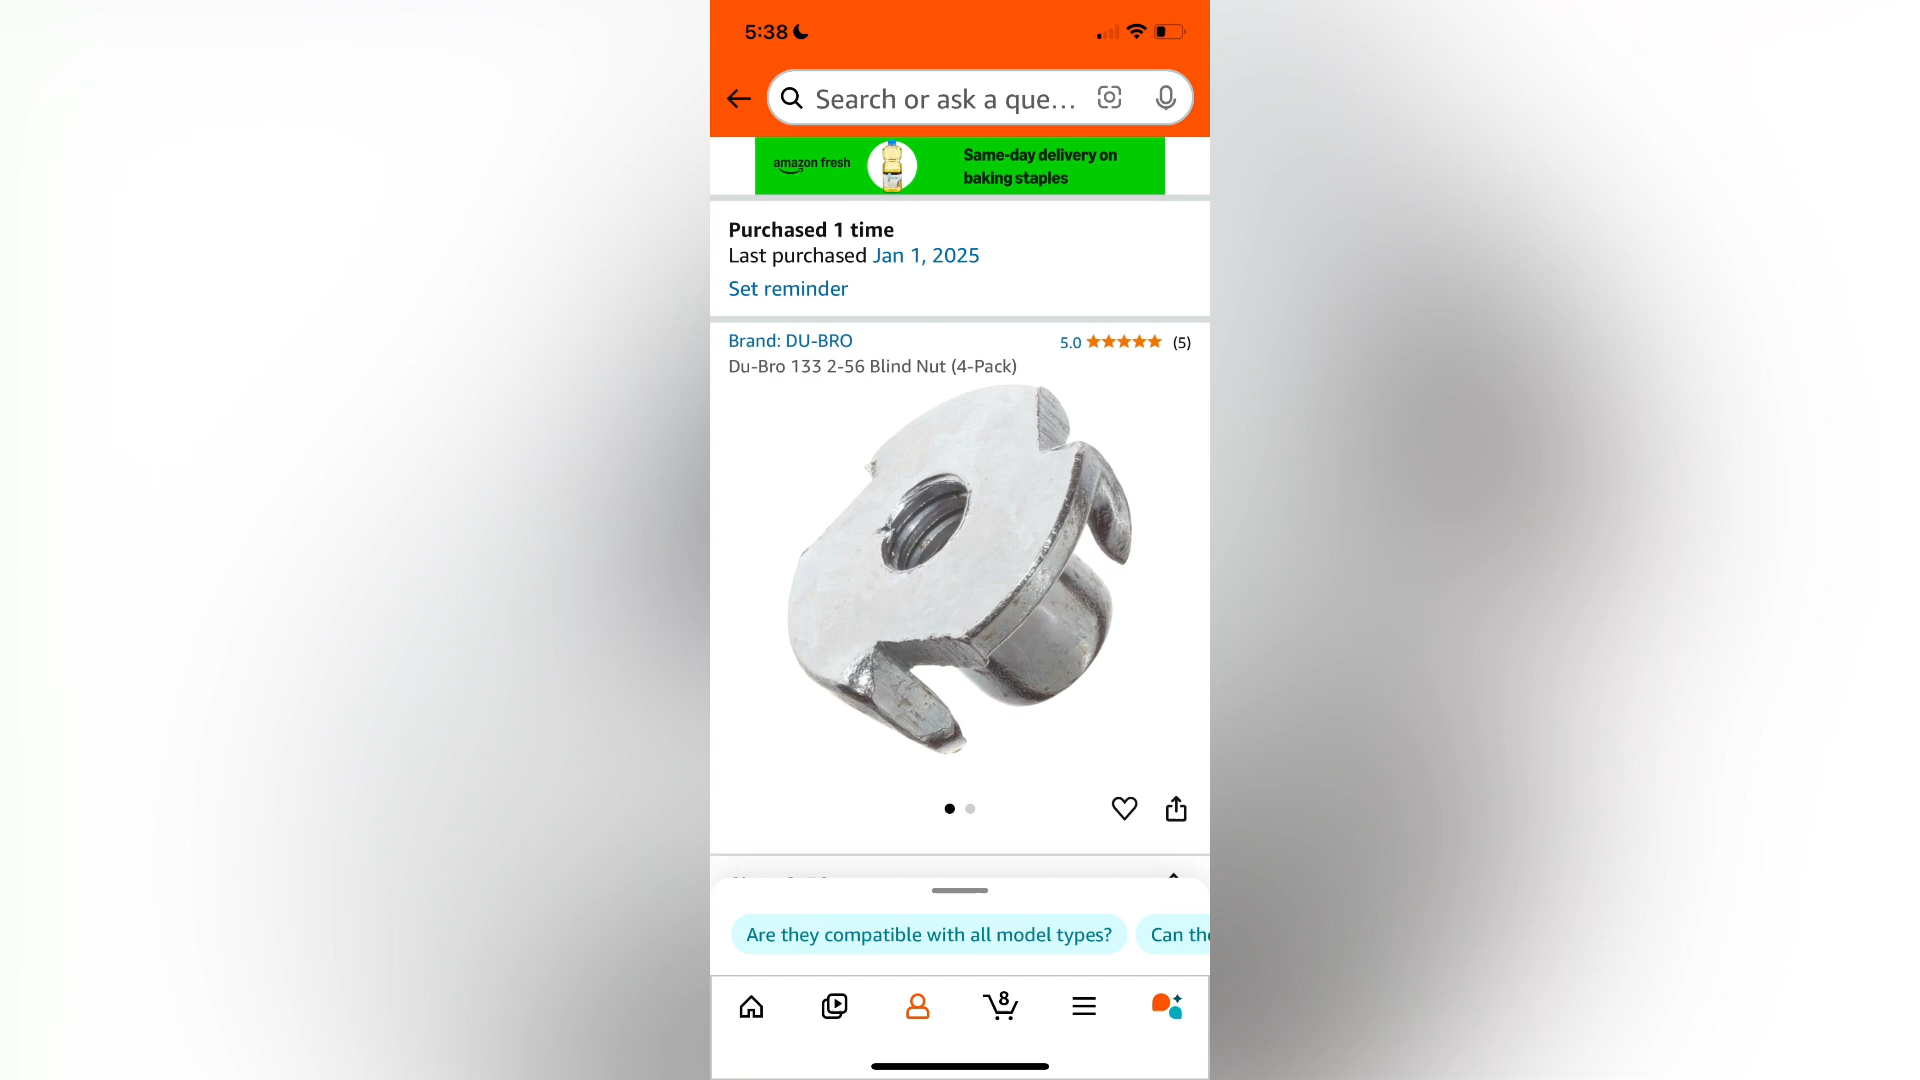 5:38
Search or ask a que...
amazon fresh
Same-day delivery on
baking staples
Purchased 1 time
Last purchased Jan 1, 2025
Set reminder
Brand: DU-BRO
5.0 (5)
Du-Bro 133 2-56 Blind Nut (4-Pack)
Are they compatible with all model types?
Can
8